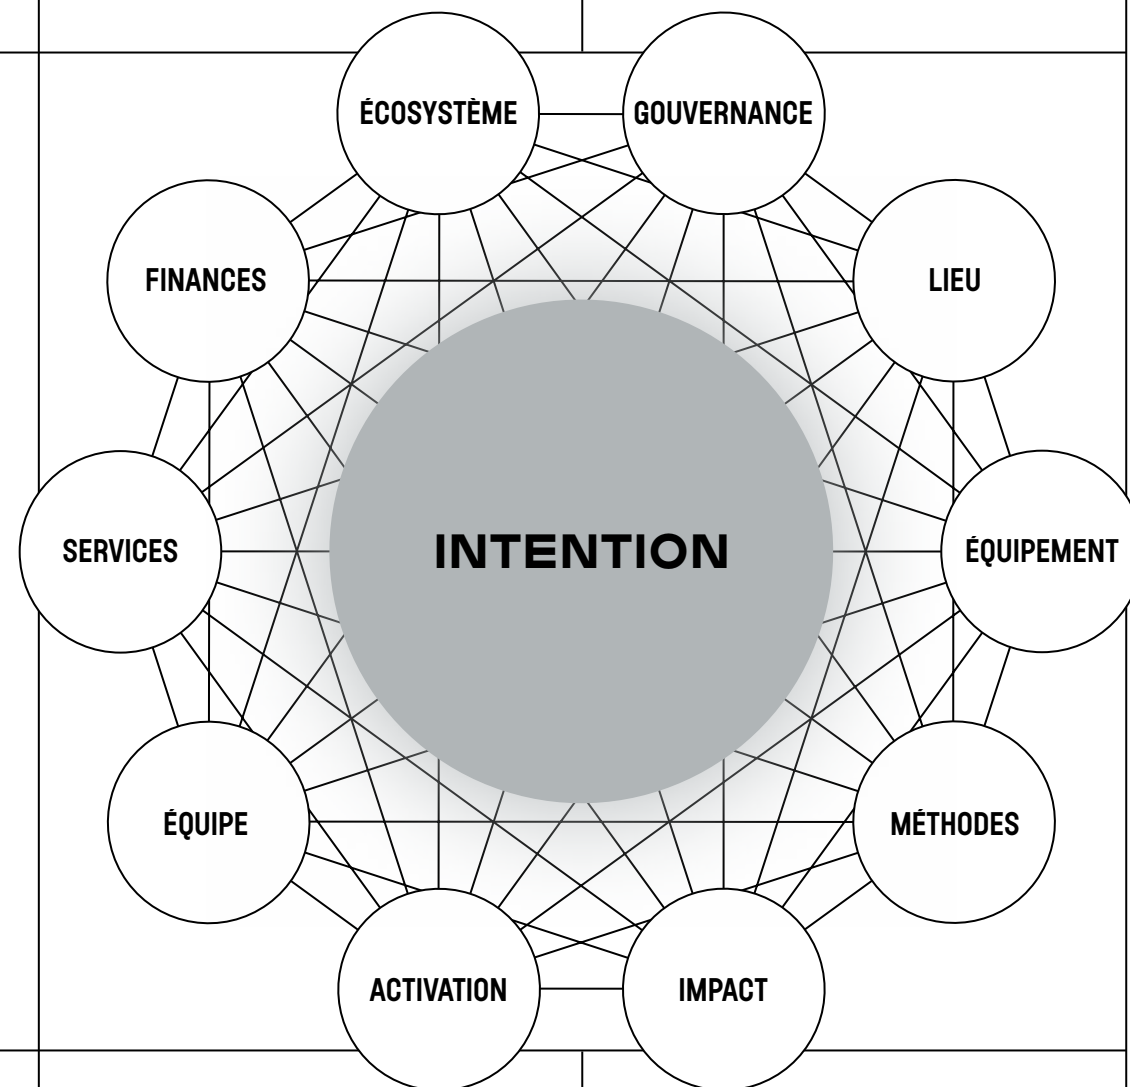 ÉCOSYSTÈME
GOUVERNANCE
FINANCES
LIEU
SERVICES
INTENTION
ÉQUIPEMENT
ÉQUIPE
MÉTHODES
ACTIVATION
IMPACT